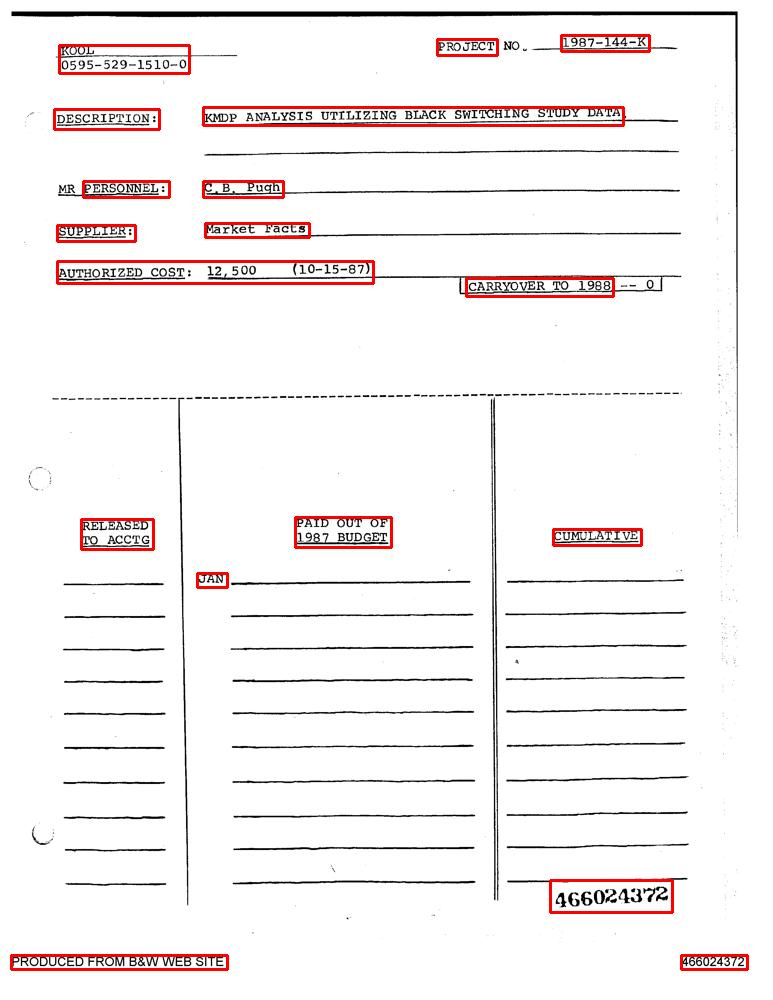 KOOL
PROJECT NO. 1987-144-K
0595-529-1510-0
DESCRIPTION: KMDP ANALYSIS UTILIZING BLACK SWITCHING STUDY DATA
MR PERSONNEL: C.B. Pugh
SUPPLIER: Market Facts
AUTHORIZED COST: 12,500 (10-15-87)
CARRYOVER TO 1988 -- 0
RELEASED
TO ACCTG
PAID OUT OF
1987 BUDGET
CUMULATIVE
JAN
466024372
PRODUCED FROM B&W WEB SITE
466024372